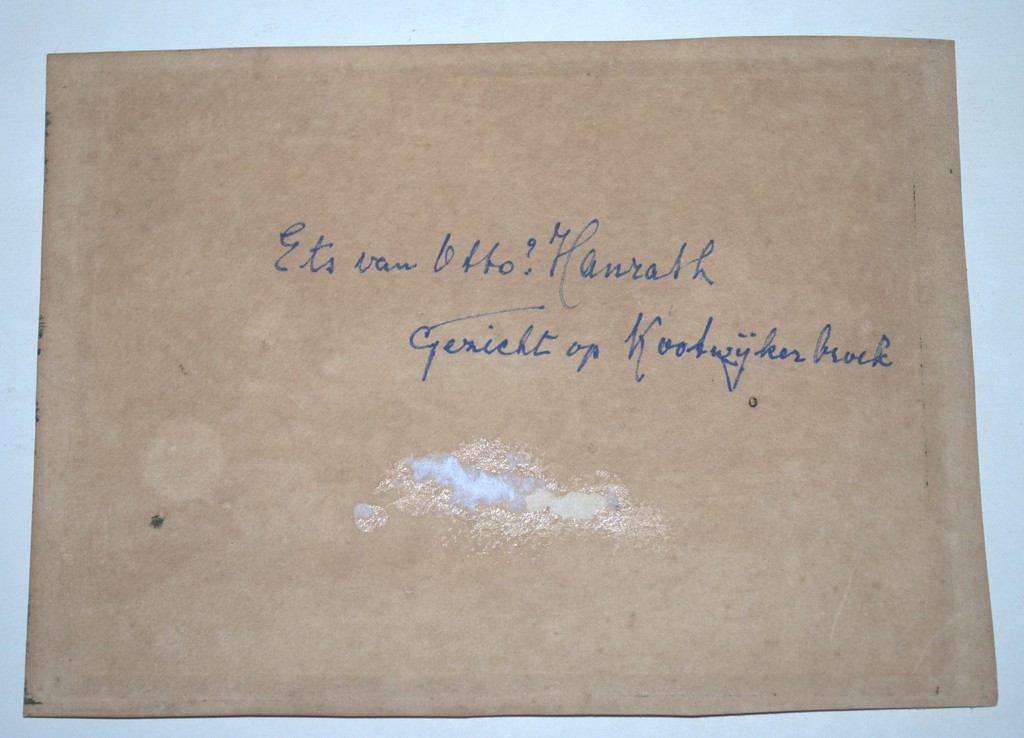 Ets van Otto? Hanrath
Gezicht op Kootwijkerbroek